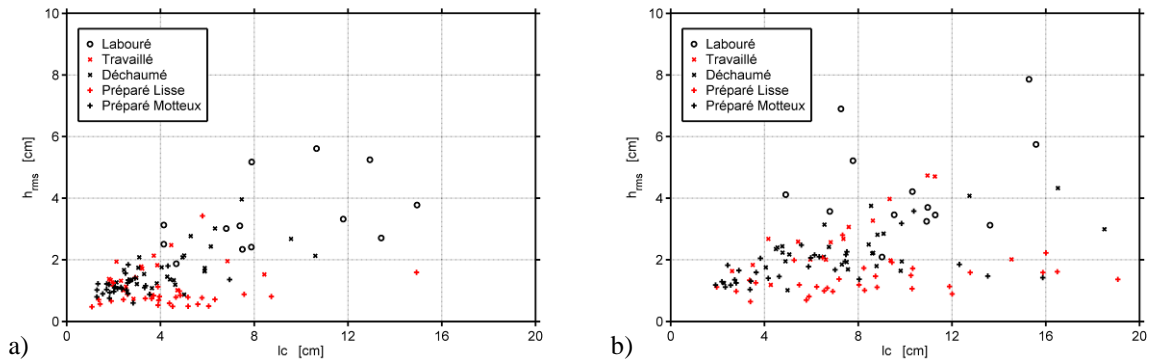 10
8
6
4
2
0
h_rms [cm]
Labouré
Travaillé
Déchaumé
Préparé Lisse
Préparé Motteux
0 4 8 12 16 20
lc [cm]
a)
10
8
6
4
2
0
h_rms [cm]
Labouré
Travaillé
Déchaumé
Préparé Lisse
Préparé Motteux
0 4 8 12 16 20
lc [cm]
b)